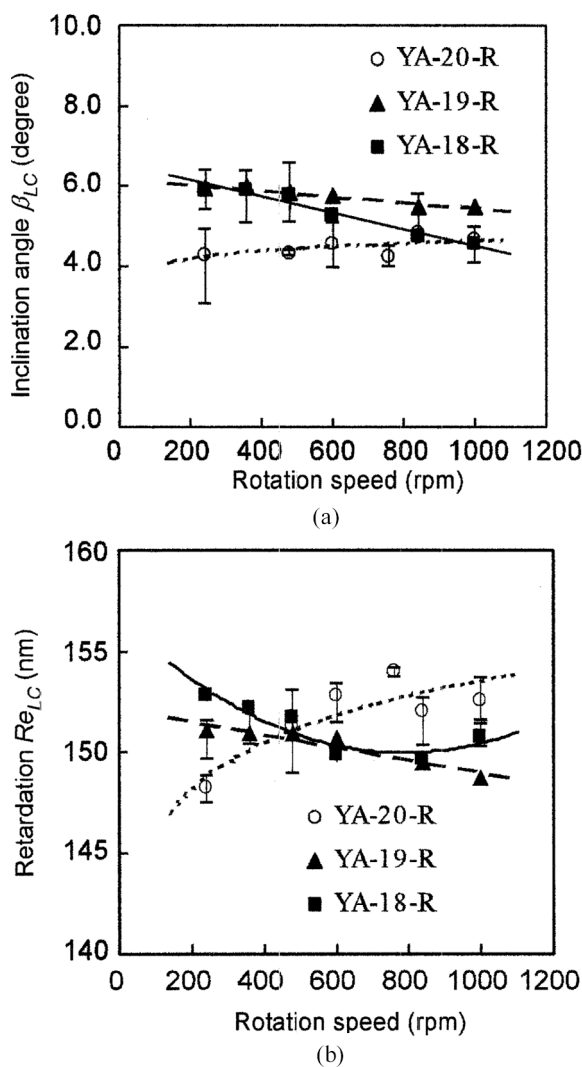 10.0
8.0
6.0
4.0
2.0
0.0
Inclination angle β_LC (degree)
YA-20-R
YA-19-R
YA-18-R
0 200 400 600 800 1000 1200
Rotation speed (rpm)
(a)
160
155
150
145
140
Retardation Re_LC (nm)
YA-20-R
YA-19-R
YA-18-R
0 200 400 600 800 1000 1200
Rotation speed (rpm)
(b)